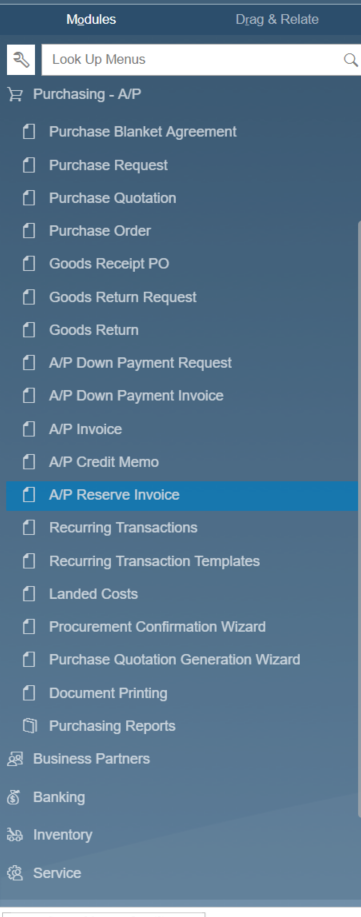 Modules
Drag & Relate
Look Up Menus
Purchasing - A/P
Purchase Blanket Agreement
Purchase Request
Purchase Quotation
Purchase Order
Goods Receipt PO
Goods Return Request
Goods Return
A/P Down Payment Request
A/P Down Payment Invoice
A/P Invoice
A/P Credit Memo
A/P Reserve Invoice
Recurring Transactions
Recurring Transaction Templates
Landed Costs
Procurement Confirmation Wizard
Purchase Quotation Generation Wizard
Document Printing
Purchasing Reports
Business Partners
Banking
Inventory
Service